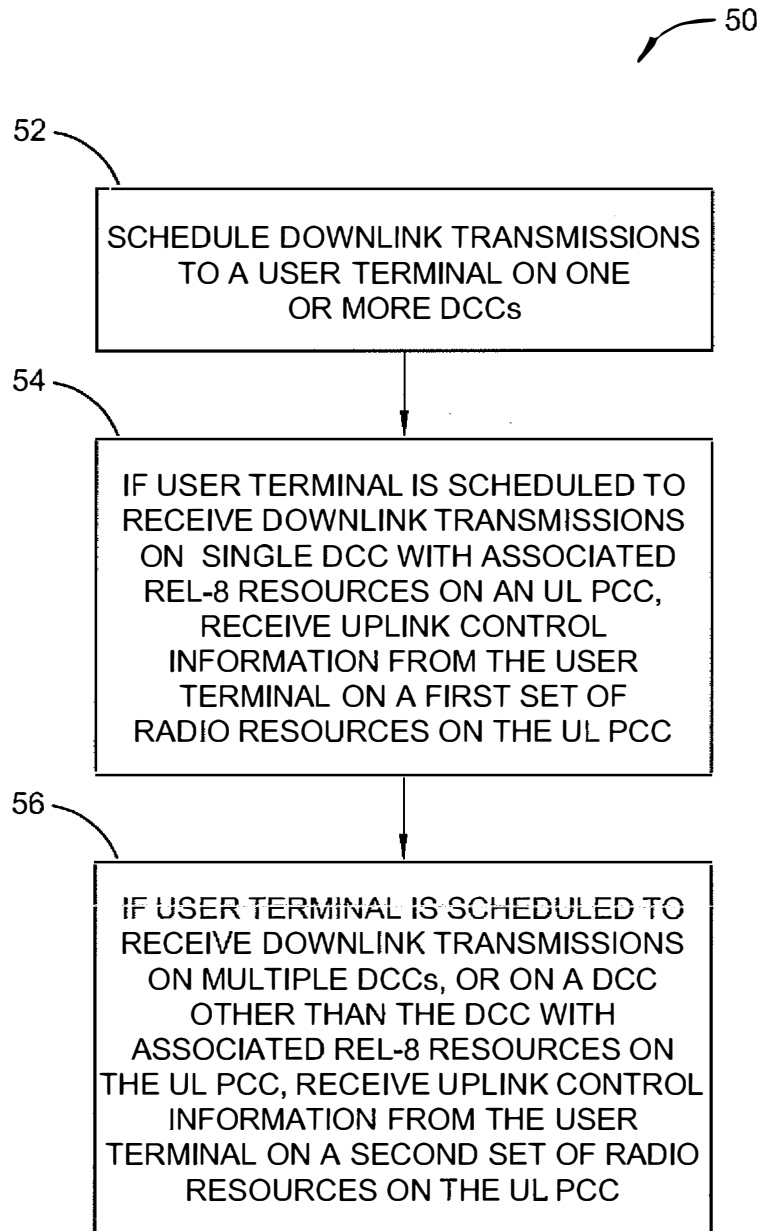 50
52
SCHEDULE DOWNLINK TRANSMISSIONS
TO A USER TERMINAL ON ONE
OR MORE DCCs
54
IF USER TERMINAL IS SCHEDULED TO
RECEIVE DOWNLINK TRANSMISSIONS
ON SINGLE DCC WITH ASSOCIATED
REL-8 RESOURCES ON AN UL PCC,
RECEIVE UPLINK CONTROL
INFORMATION FROM THE USER
TERMINAL ON A FIRST SET OF
RADIO RESOURCES ON THE UL PCC
56
IF USER TERMINAL IS SCHEDULED TO
RECEIVE DOWNLINK TRANSMISSIONS
ON MULTIPLE DCCs, OR ON A DCC
OTHER THAN THE DCC WITH
ASSOCIATED REL-8 RESOURCES ON
THE UL PCC, RECEIVE UPLINK CONTROL
INFORMATION FROM THE USER
TERMINAL ON A SECOND SET OF RADIO
RESOURCES ON THE UL PCC